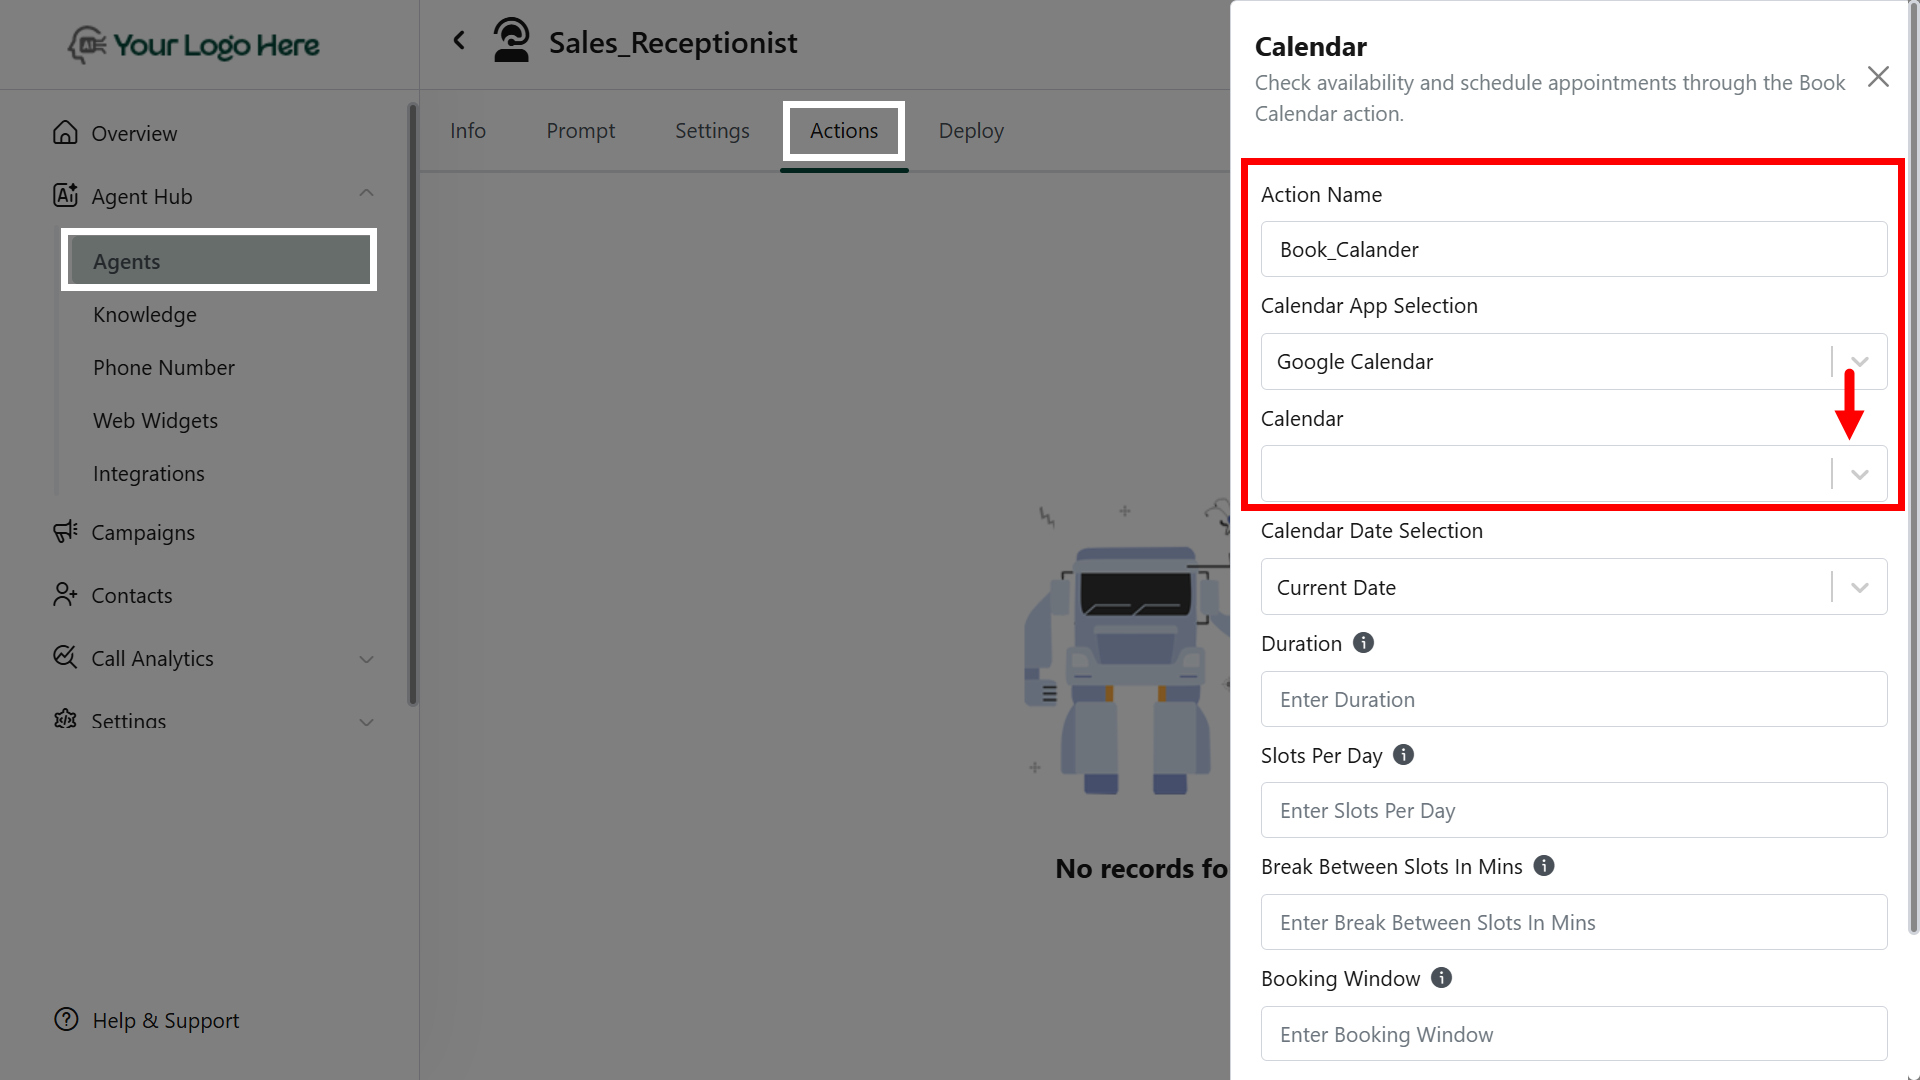 Your Logo Here
Overview
Agent Hub
Agents
Knowledge
Phone Number
Web Widgets
Integrations
Campaigns
Contacts
Call Analytics
Settings
Help & Support
Sales_Receptionist
Info
Prompt
Settings
Actions
Deploy
No records fo
Calendar
Check availability and schedule appointments through the Book
Calendar action.
Action Name
Book_Calander
Calendar App Selection
Google Calendar
Calendar
Calendar Date Selection
Current Date
Duration
Enter Duration
Slots Per Day
Enter Slots Per Day
Break Between Slots In Mins
Enter Break Between Slots In Mins
Booking Window
Enter Booking Window